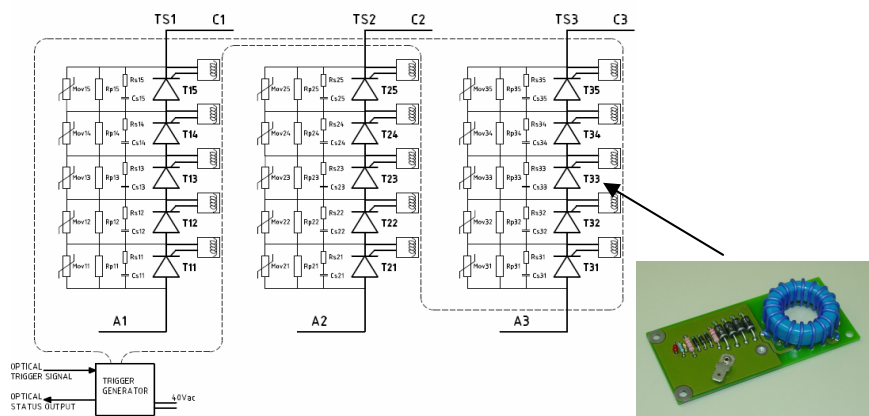 TS1 C1 TS2 C2 TS3 C3
Mov15 Rp15 Rs15 Cs15 T15 Mov25 Rp25 Rs25 Cs25 T25 Mov35 Rp35 Rs35 Cs35 T35
Mov14 Rp14 Rs14 Cs14 T14 Mov24 Rp24 Rs24 Cs24 T24 Mov34 Rp34 Rs34 Cs34 T34
Mov13 Rp13 Rs13 Cs13 T13 Mov23 Rp23 Rs23 Cs23 T23 Mov33 Rp33 Rs33 Cs33 T33
Mov12 Rp12 Rs12 Cs12 T12 Mov22 Rp22 Rs22 Cs22 T22 Mov32 Rp32 Rs32 Cs32 T32
Mov11 Rp11 Rs11 Cs11 T11 Mov21 Rp21 Rs21 Cs21 T21 Mov31 Rp31 Rs31 Cs31 T31
A1 A2 A3
OPTICAL
TRIGGER SIGNAL
OPTICAL
STATUS OUTPUT
TRIGGER
GENERATOR
40Vac